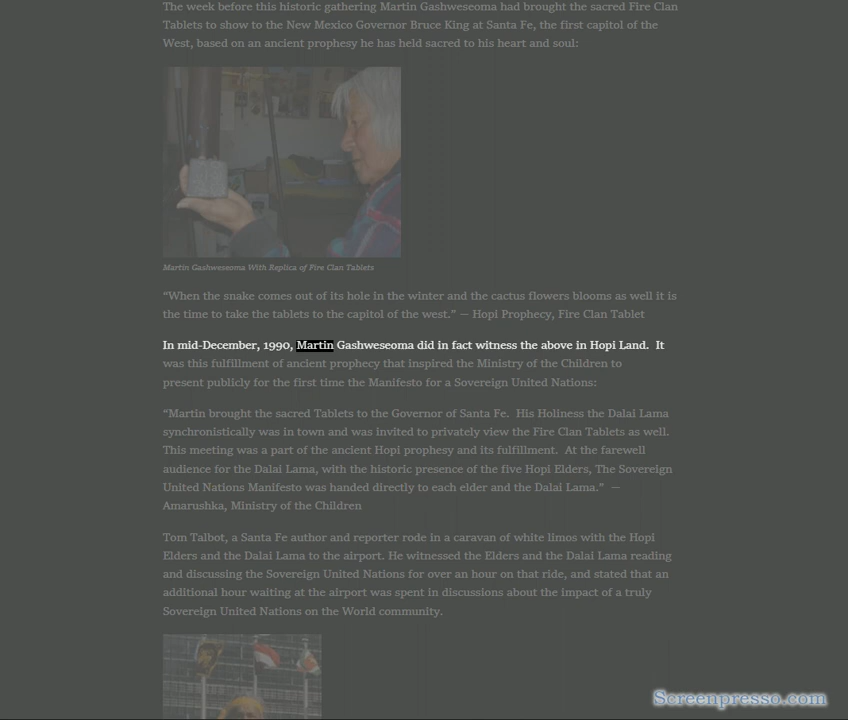 The week before this historic gathering Martin Gashweseoma had brought the sacred Fire Clan
Tablets to show to the New Mexico Governor Bruce King at Santa Fe, the first capitol of the
West, based on an ancient prophesy he has held sacred to his heart and soul:
Martin Gashweseoma With Replica of Fire Clan Tablets
“When the snake comes out of its hole in the winter and the cactus flowers blooms as well it is
the time to take the tablets to the capitol of the west.” — Hopi Prophecy, Fire Clan Tablet
In mid-December, 1990, Martin Gashweseoma did in fact witness the above in Hopi Land.  It
was this fulfillment of ancient prophecy that inspired the Ministry of the Children to
present publicly for the first time the Manifesto for a Sovereign United Nations:
“Martin brought the sacred Tablets to the Governor of Santa Fe.  His Holiness the Dalai Lama
synchronistically was in town and was invited to privately view the Fire Clan Tablets as well.
This meeting was a part of the ancient Hopi prophesy and its fulfillment.  At the farewell
audience for the Dalai Lama, with the historic presence of the five Hopi Elders, The Sovereign
United Nations Manifesto was handed directly to each elder and the Dalai Lama.”  —
Amarushka, Ministry of the Children
Tom Talbot, a Santa Fe author and reporter rode in a caravan of white limos with the Hopi
Elders and the Dalai Lama to the airport. He witnessed the Elders and the Dalai Lama reading
and discussing the Sovereign United Nations for over an hour on that ride, and stated that an
additional hour waiting at the airport was spent in discussions about the impact of a truly
Sovereign United Nations on the World community.
Screenpresso.com